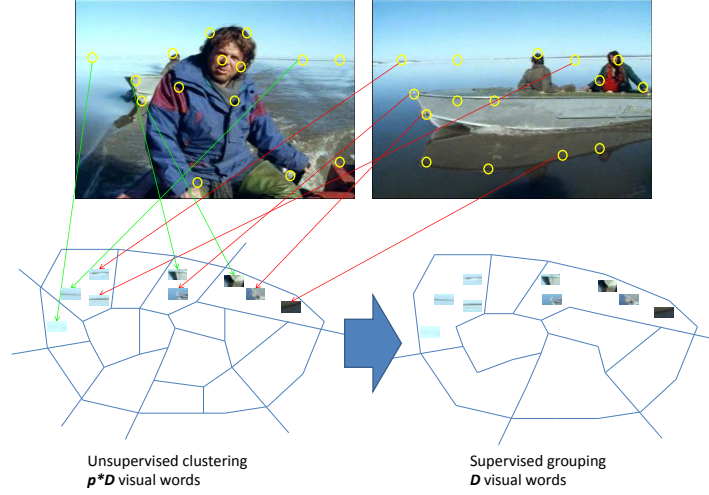 Unsupervised clustering
p*D visual words
Supervised grouping
D visual words